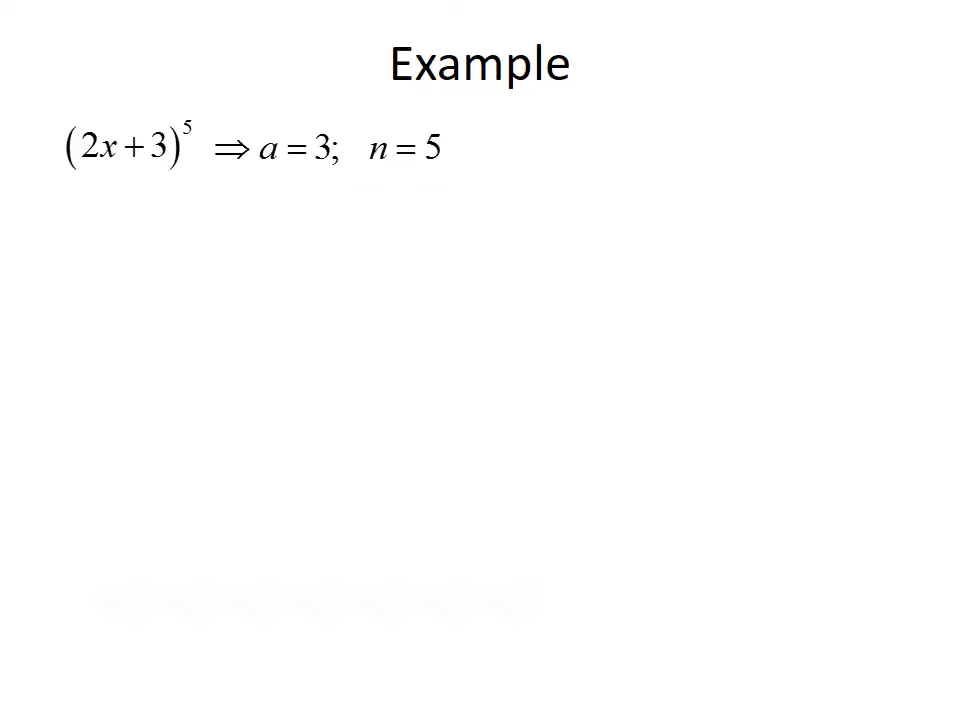 Example
(2x + 3)⁵ ⇒ a = 3; n = 5